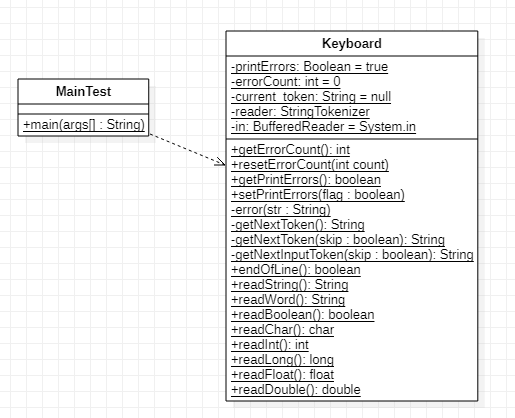 MainTest
+main(args[] : String)
Keyboard
-printErrors: Boolean = true
-errorCount: int = 0
-current_token: String = null
-reader: StringTokenizer
-in: BufferedReader = System.in
+getErrorCount(): int
+resetErrorCount(int count)
+getPrintErrors(): boolean
+setPrintErrors(flag : boolean)
-error(str : String)
-getNextToken(): String
-getNextToken(skip : boolean): String
-getNextInputToken(skip : boolean): String
+endOfLine(): boolean
+readString(): String
+readWord(): String
+readBoolean(): boolean
+readChar(): char
+readInt(): int
+readLong(): long
+readFloat(): float
+readDouble(): double